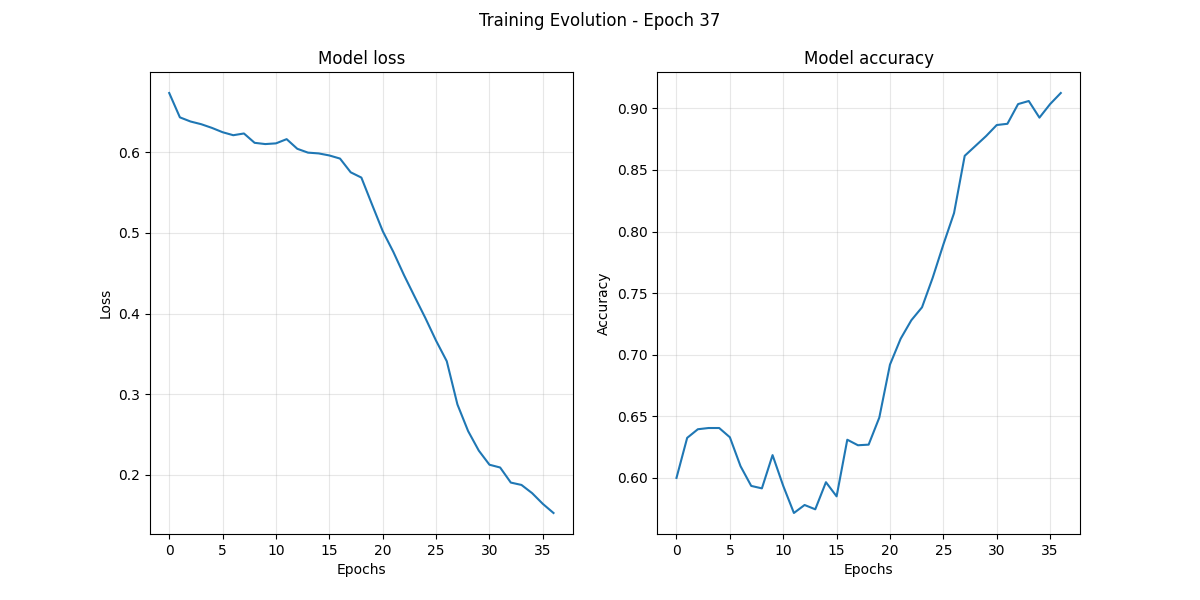 Training Evolution - Epoch 37
Model loss
Loss
0.6
0.5
0.4
0.3
0.2
0 5 10 15 20 25 30 35
Epochs
Model accuracy
Accuracy
0.90
0.85
0.80
0.75
0.70
0.65
0.60
0 5 10 15 20 25 30 35
Epochs